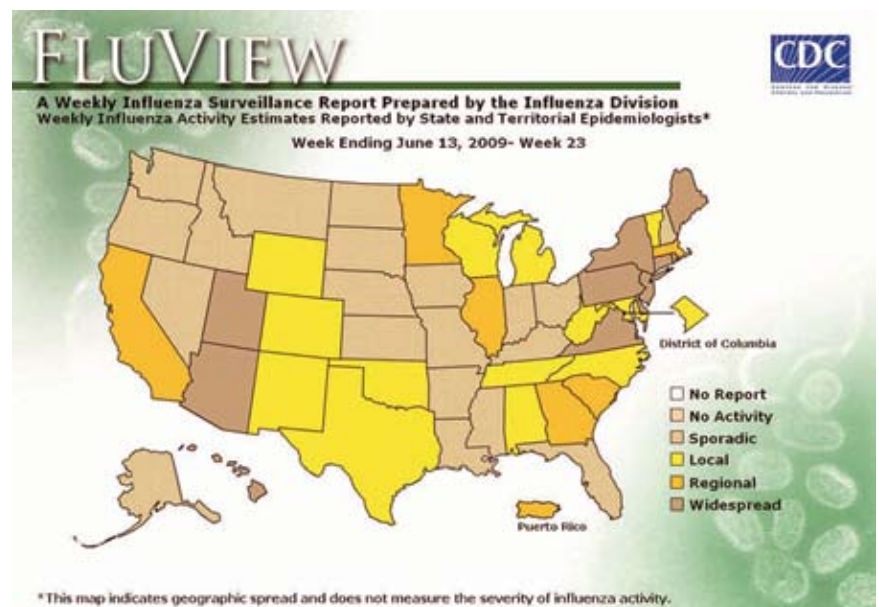 FLUVIEW
CDC
A Weekly Influenza Surveillance Report Prepared by the Influenza Division
Weekly Influenza Activity Estimates Reported by State and Territorial Epidemiologists*
Week Ending June 13, 2009- Week 23
District of Columbia
No Report
No Activity
Sporadic
Local
Regional
Widespread
Puerto Rico
*This map indicates geographic spread and does not measure the severity of influenza activity.